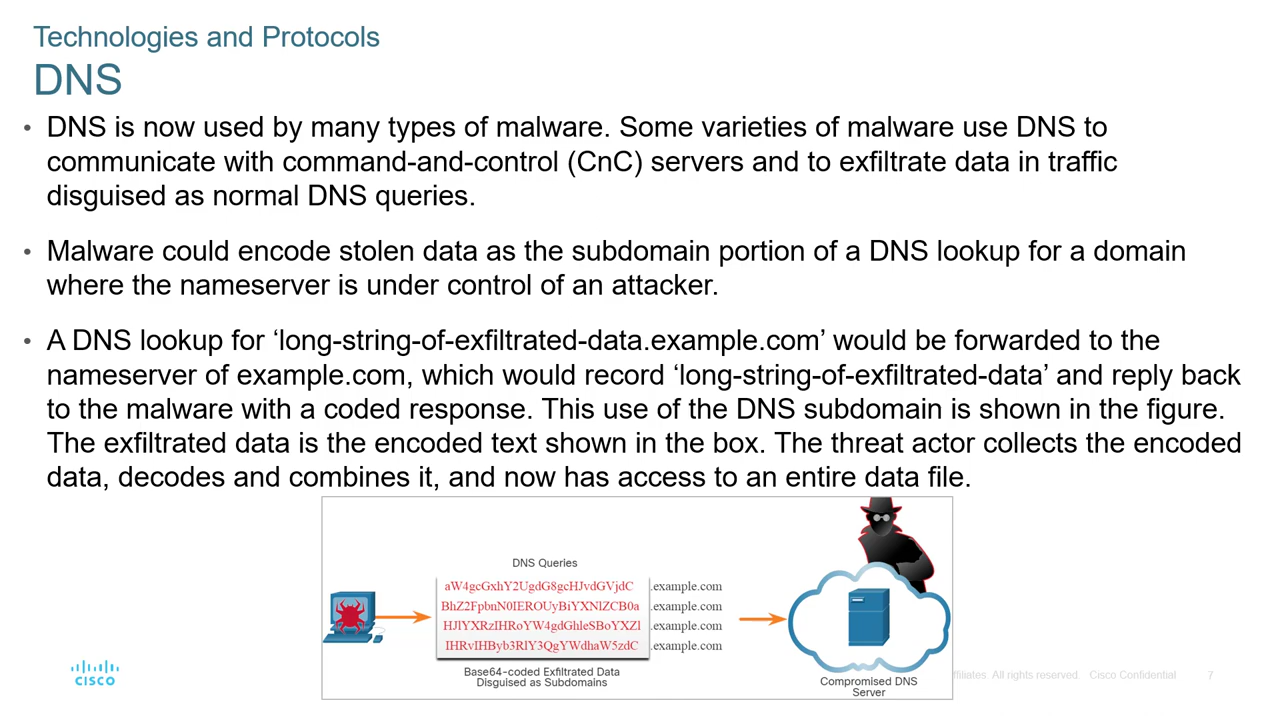 Technologies and Protocols
DNS
• DNS is now used by many types of malware. Some varieties of malware use DNS to
communicate with command-and-control (CnC) servers and to exfiltrate data in traffic
disguised as normal DNS queries.
• Malware could encode stolen data as the subdomain portion of a DNS lookup for a domain
where the nameserver is under control of an attacker.
• A DNS lookup for ‘long-string-of-exfiltrated-data.example.com’ would be forwarded to the
nameserver of example.com, which would record ‘long-string-of-exfiltrated-data’ and reply back
to the malware with a coded response. This use of the DNS subdomain is shown in the figure.
The exfiltrated data is the encoded text shown in the box. The threat actor collects the encoded
data, decodes and combines it, and now has access to an entire data file.
DNS Queries
aW4gcGxhY2UgdG8gcHJvdGVjdC .example.com
BhZ2FpbnN0IEROUyBiYXNlZCB0a .example.com
HJlYXRzIHRoYW4gdGhleSBoYXZl .example.com
IHRvIHByb3RlY3QgYWdhaW5zdC .example.com
Base64-coded Exfiltrated Data
Disguised as Subdomains
Compromised DNS
Server
CISCO
ffiliates. All rights reserved. Cisco Confidential 7